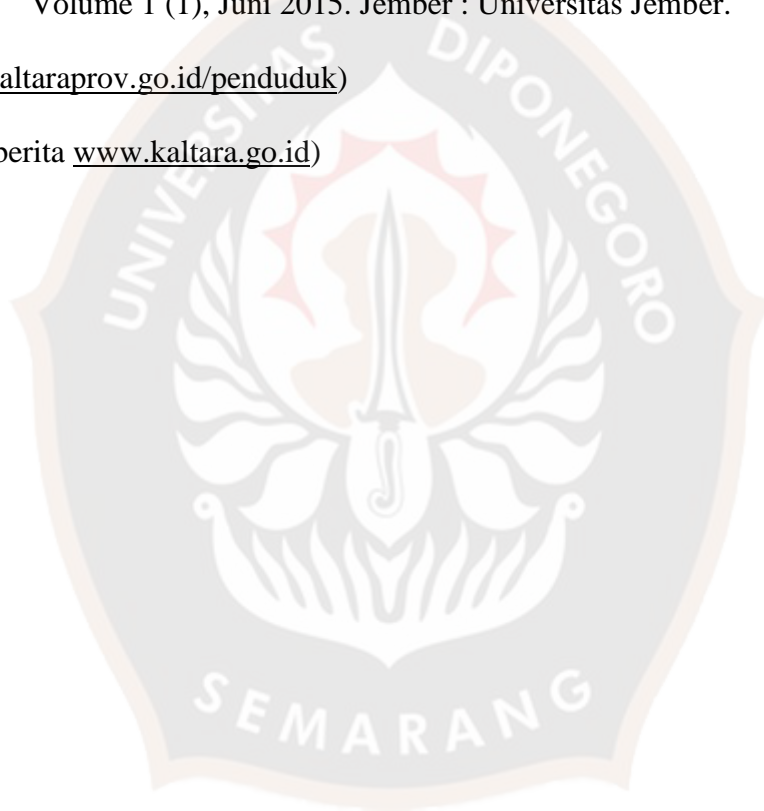 Volume 1 (1), Juni 2015. Jember : Universitas Jember.
altaraprov.go.id/penduduk)
berita www.kaltara.go.id)
UNIVERSITAS DIPONEGORO
SEMARANG